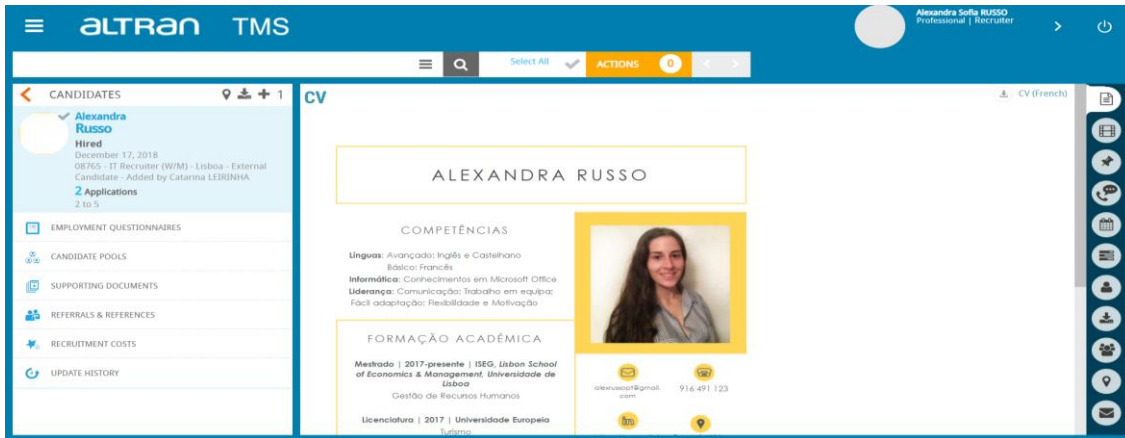 ALTRAN TMS
Alexandra Sofia RUSSO
Professional | Recruiter
Select All
ACTIONS 0
CANDIDATES 1
Alexandra
Russo
Hired
December 17, 2018
08765 - IT Recruiter (W/M) - Lisboa - External
Candidate - Added by Catarina LEIRINHA
2 Applications
2 to 5
EMPLOYMENT QUESTIONNAIRES
CANDIDATE POOLS
SUPPORTING DOCUMENTS
REFERRALS & REFERENCES
RECRUITMENT COSTS
UPDATE HISTORY
CV
CV (French)
ALEXANDRA RUSSO
COMPETÊNCIAS
Línguas: Avançado: Inglês e Castelhano
Básico: Francês
Informática: Conhecimentos em Microsoft Office
Liderança: Comunicação; Trabalho em equipa;
Fácil adaptação; Flexibilidade e Motivação
FORMAÇÃO ACADÉMICA
Mestrado | 2017-presente | ISEG, Lisbon School
of Economics & Management, Universidade de
Lisboa
Gestão de Recursos Humanos
Licenciatura | 2017 | Universidade Europeia
Turismo
alexrussopt@gmail.
com
916 491 123